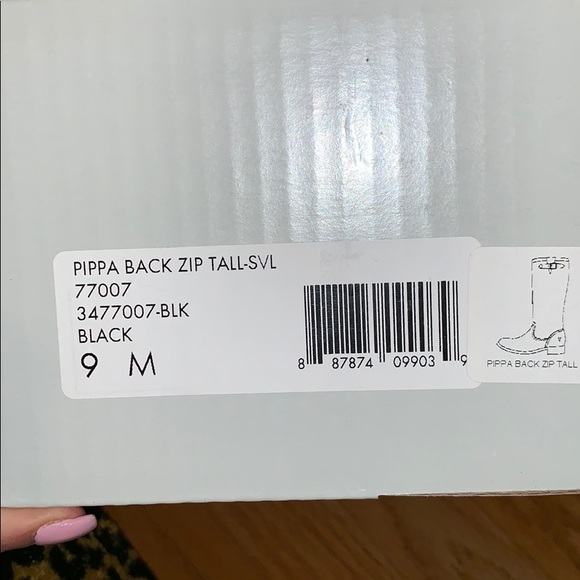 PIPPA BACK ZIP TALL-SVL
77007
3477007-BLK
BLACK
9 M
8 87874 09903 9
PIPPA BACK ZIP TALL